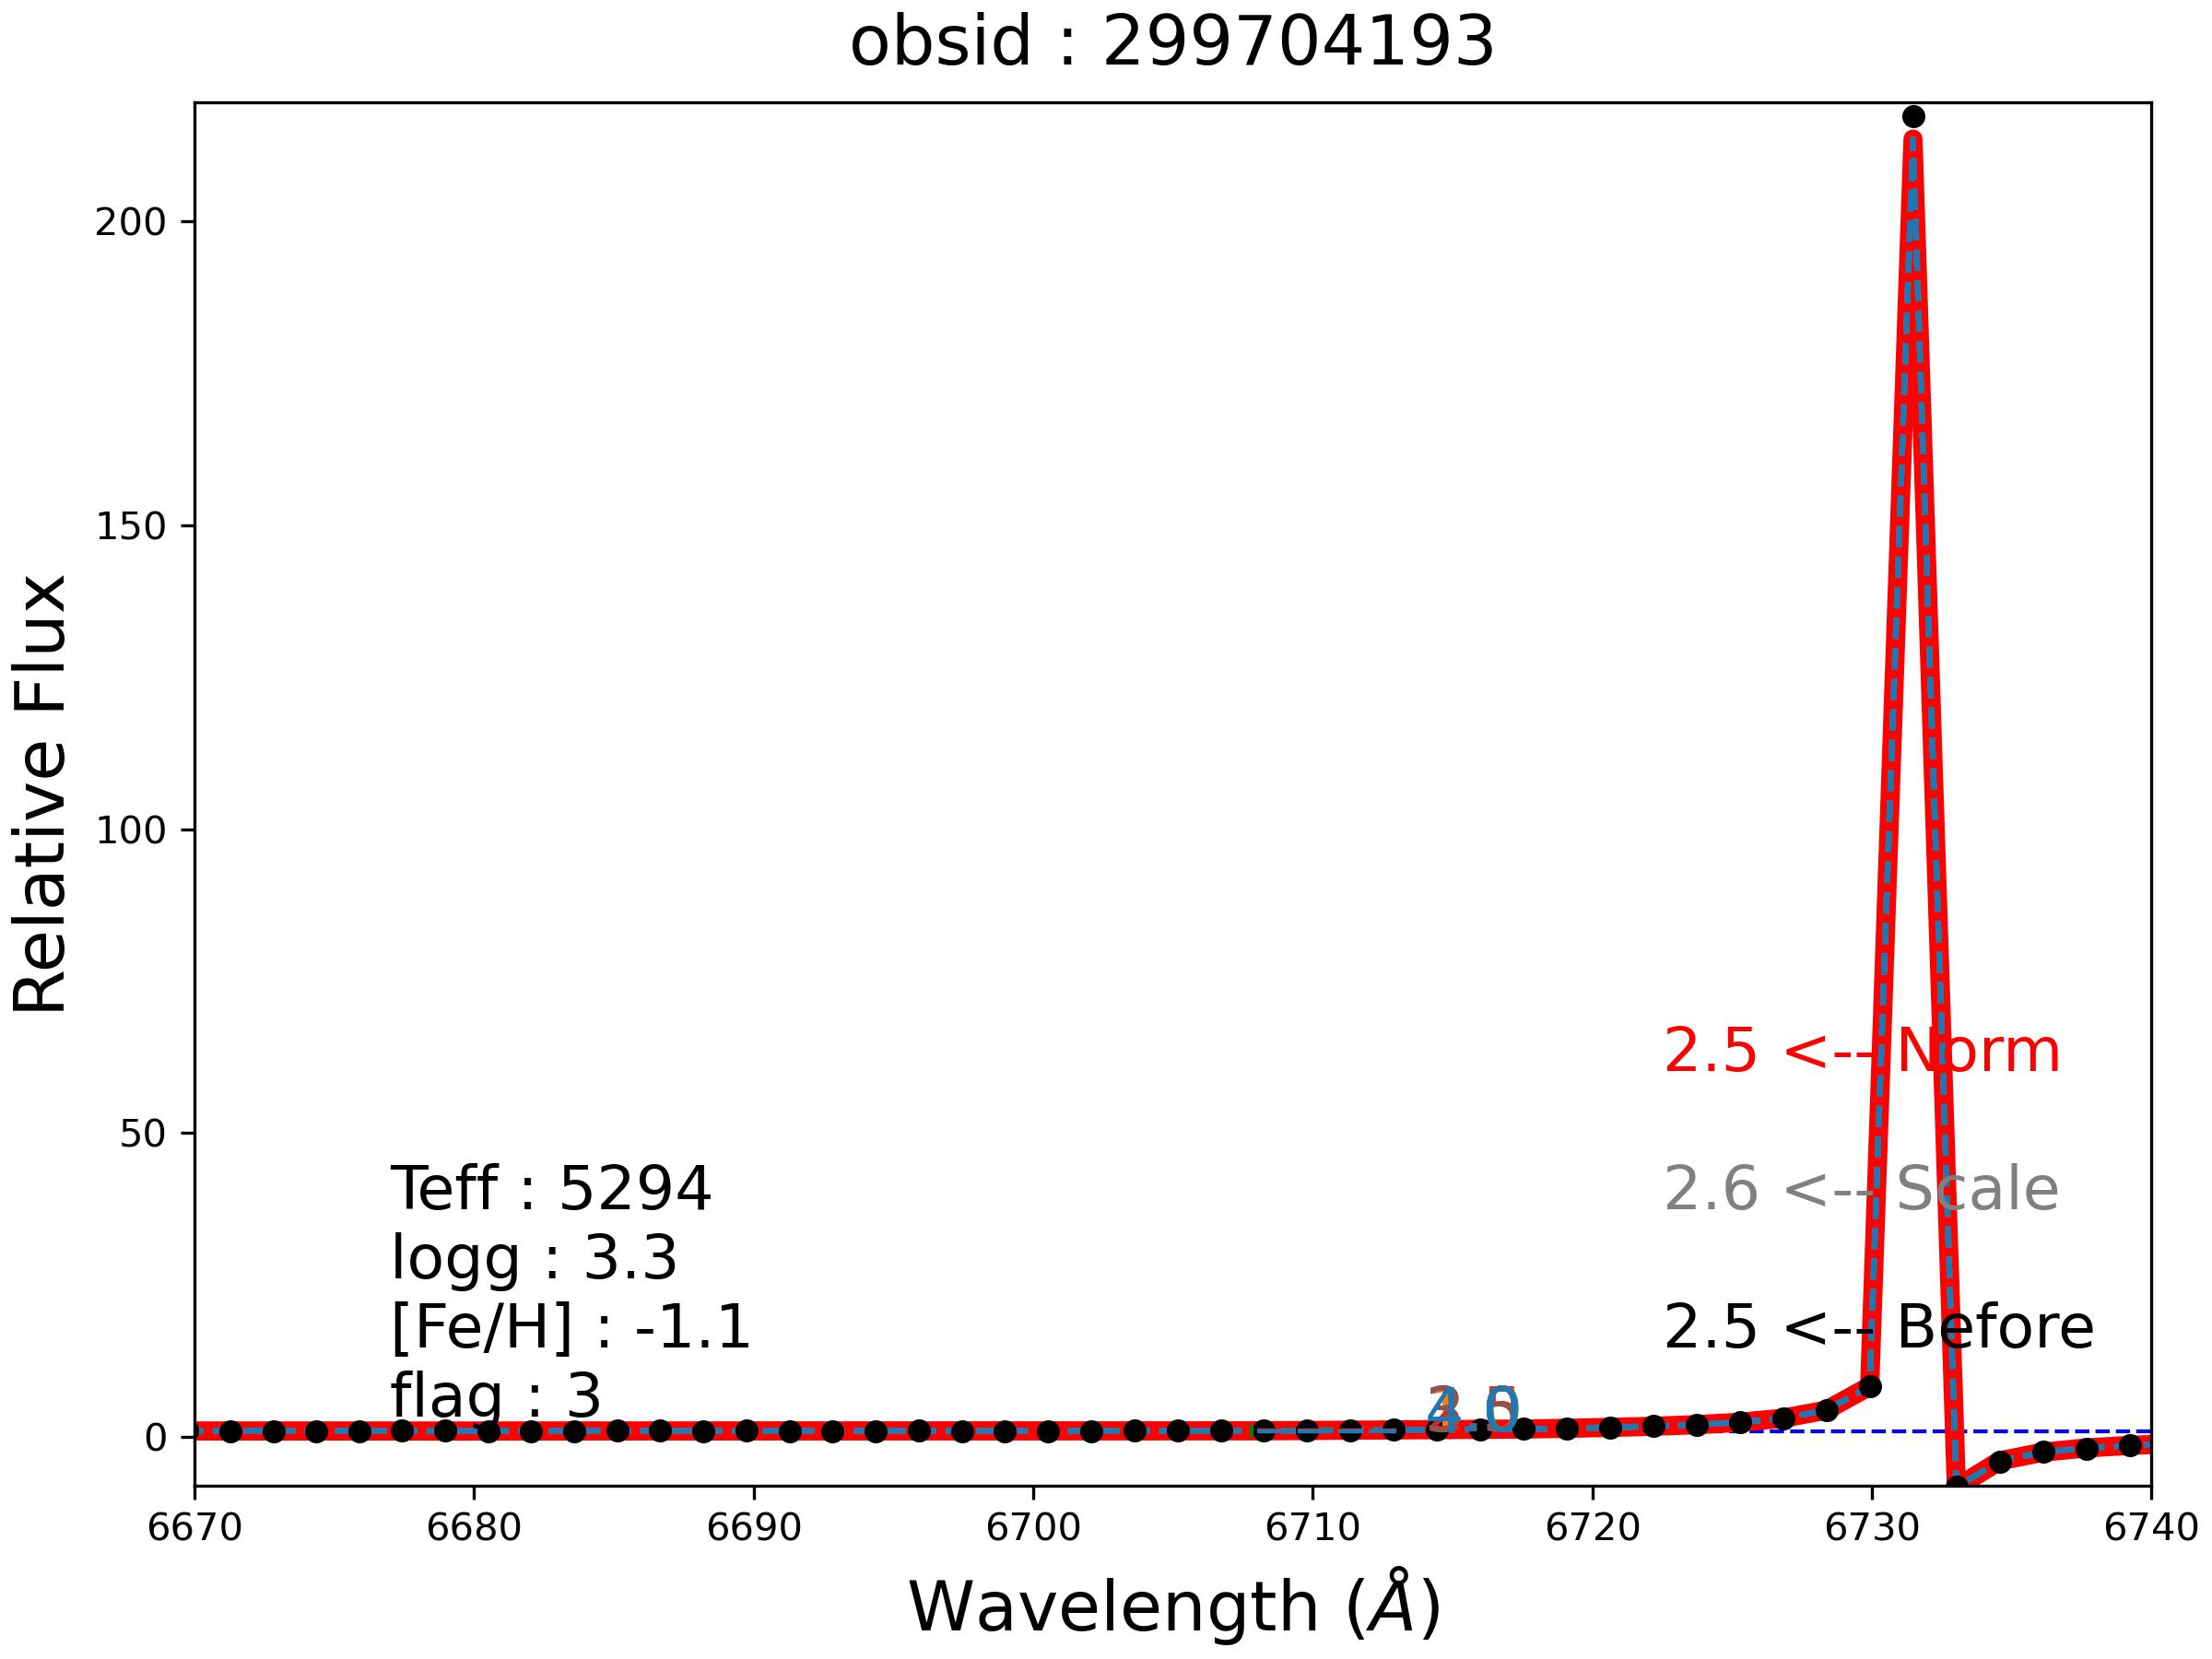 obsid : 299704193
200
150
100
50
0
Relative Flux
2.5 <-- Norm
2.6 <-- Scale
2.5 <-- Before
Teff : 5294
logg : 3.3
[Fe/H] : -1.1
flag : 3
6670 6680 6690 6700 6710 6720 6730 6740
Wavelength (Å)